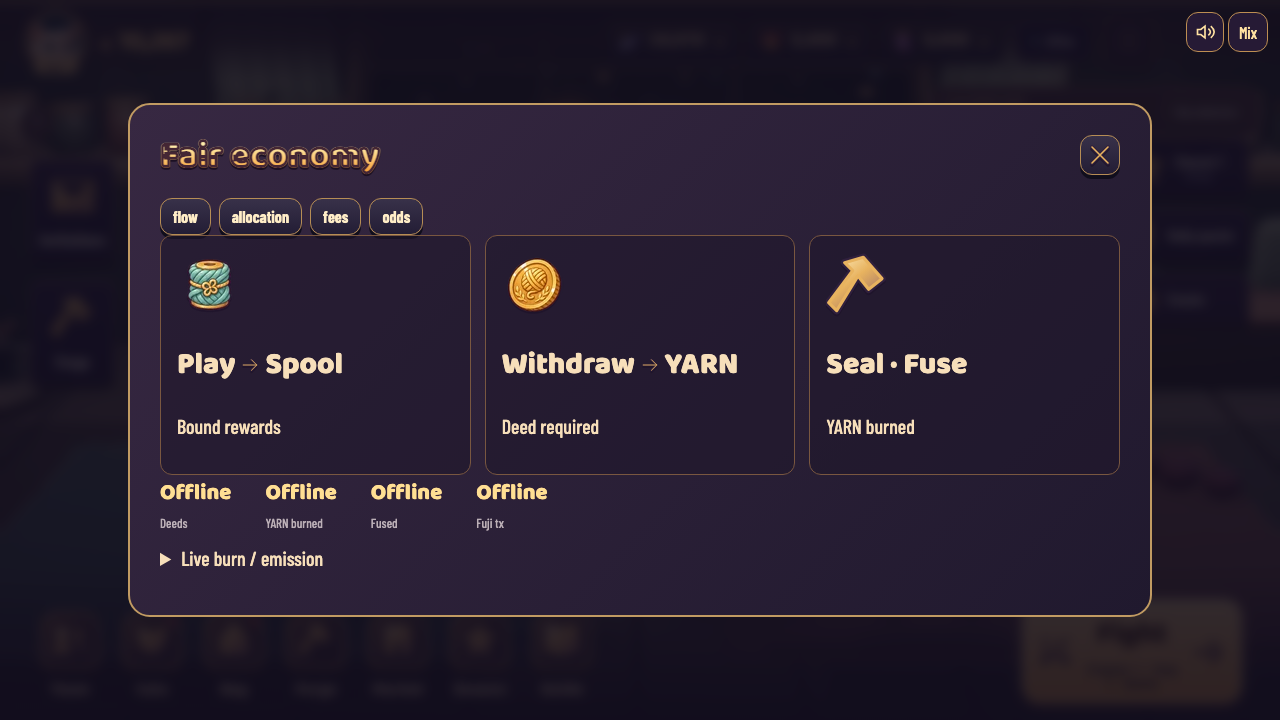 Mix
Fair economy
flow allocation fees odds
Play → Spool
Bound rewards
Withdraw → YARN
Deed required
Seal • Fuse
YARN burned
Offline Offline Offline Offline
Deeds YARN burned Fused Fuji tx
▶ Live burn / emission